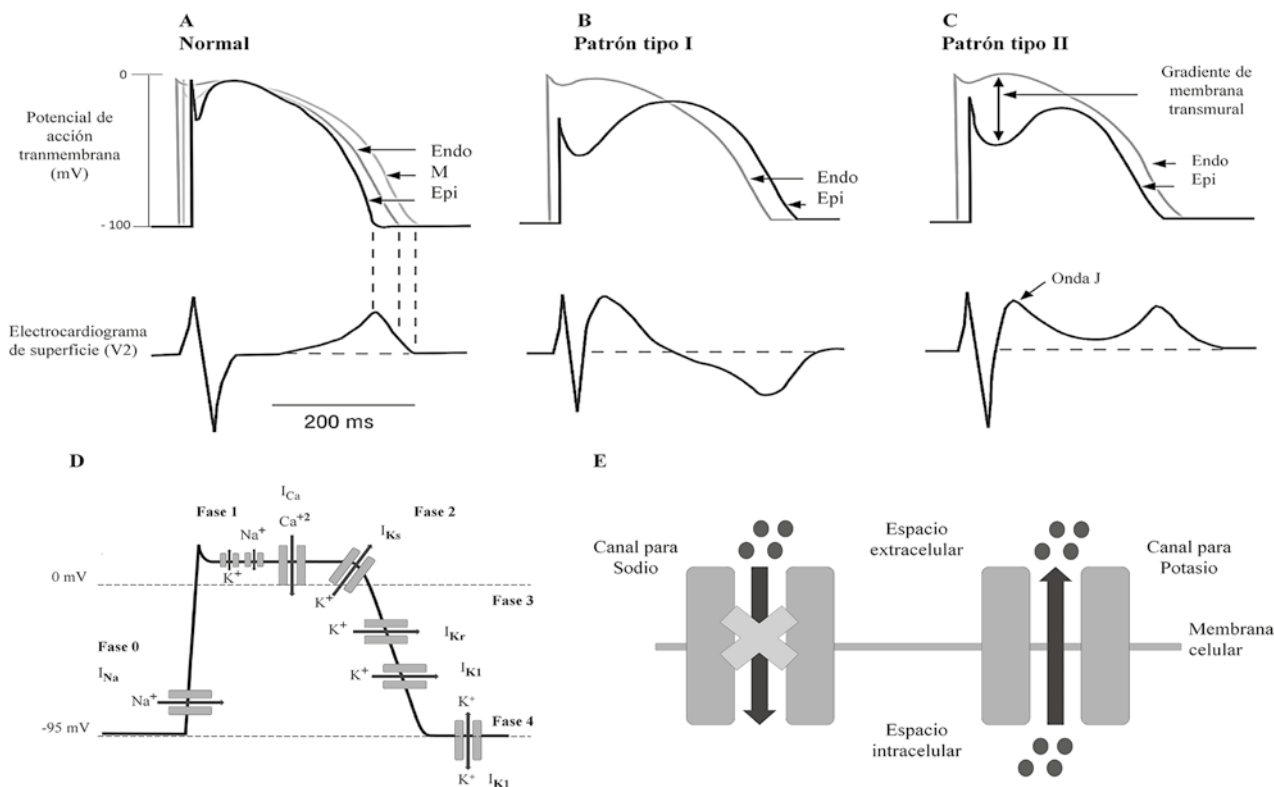 A
Normal
B
Patrón tipo I
C
Patrón tipo II
0
Potencial de
acción
tranmembrana
(mV)
- 100
Endo
M
Epi
Endo
Epi
Gradiente de
membrana
transmural
Endo
Epi
Electrocardiograma
de superficie (V2)
200 ms
Onda J
D
Fase 0
I Na
Na+
0 mV
-95 mV
Fase 1
K+
Na+
I Ca
Ca+2
Fase 2
I Ks
K+
Fase 3
K+
I Kr
K+
I K1
K+
Fase 4
K+
I K1
E
Canal para
Sodio
Espacio
extracelular
Canal para
Potasio
Membrana
celular
Espacio
intracelular